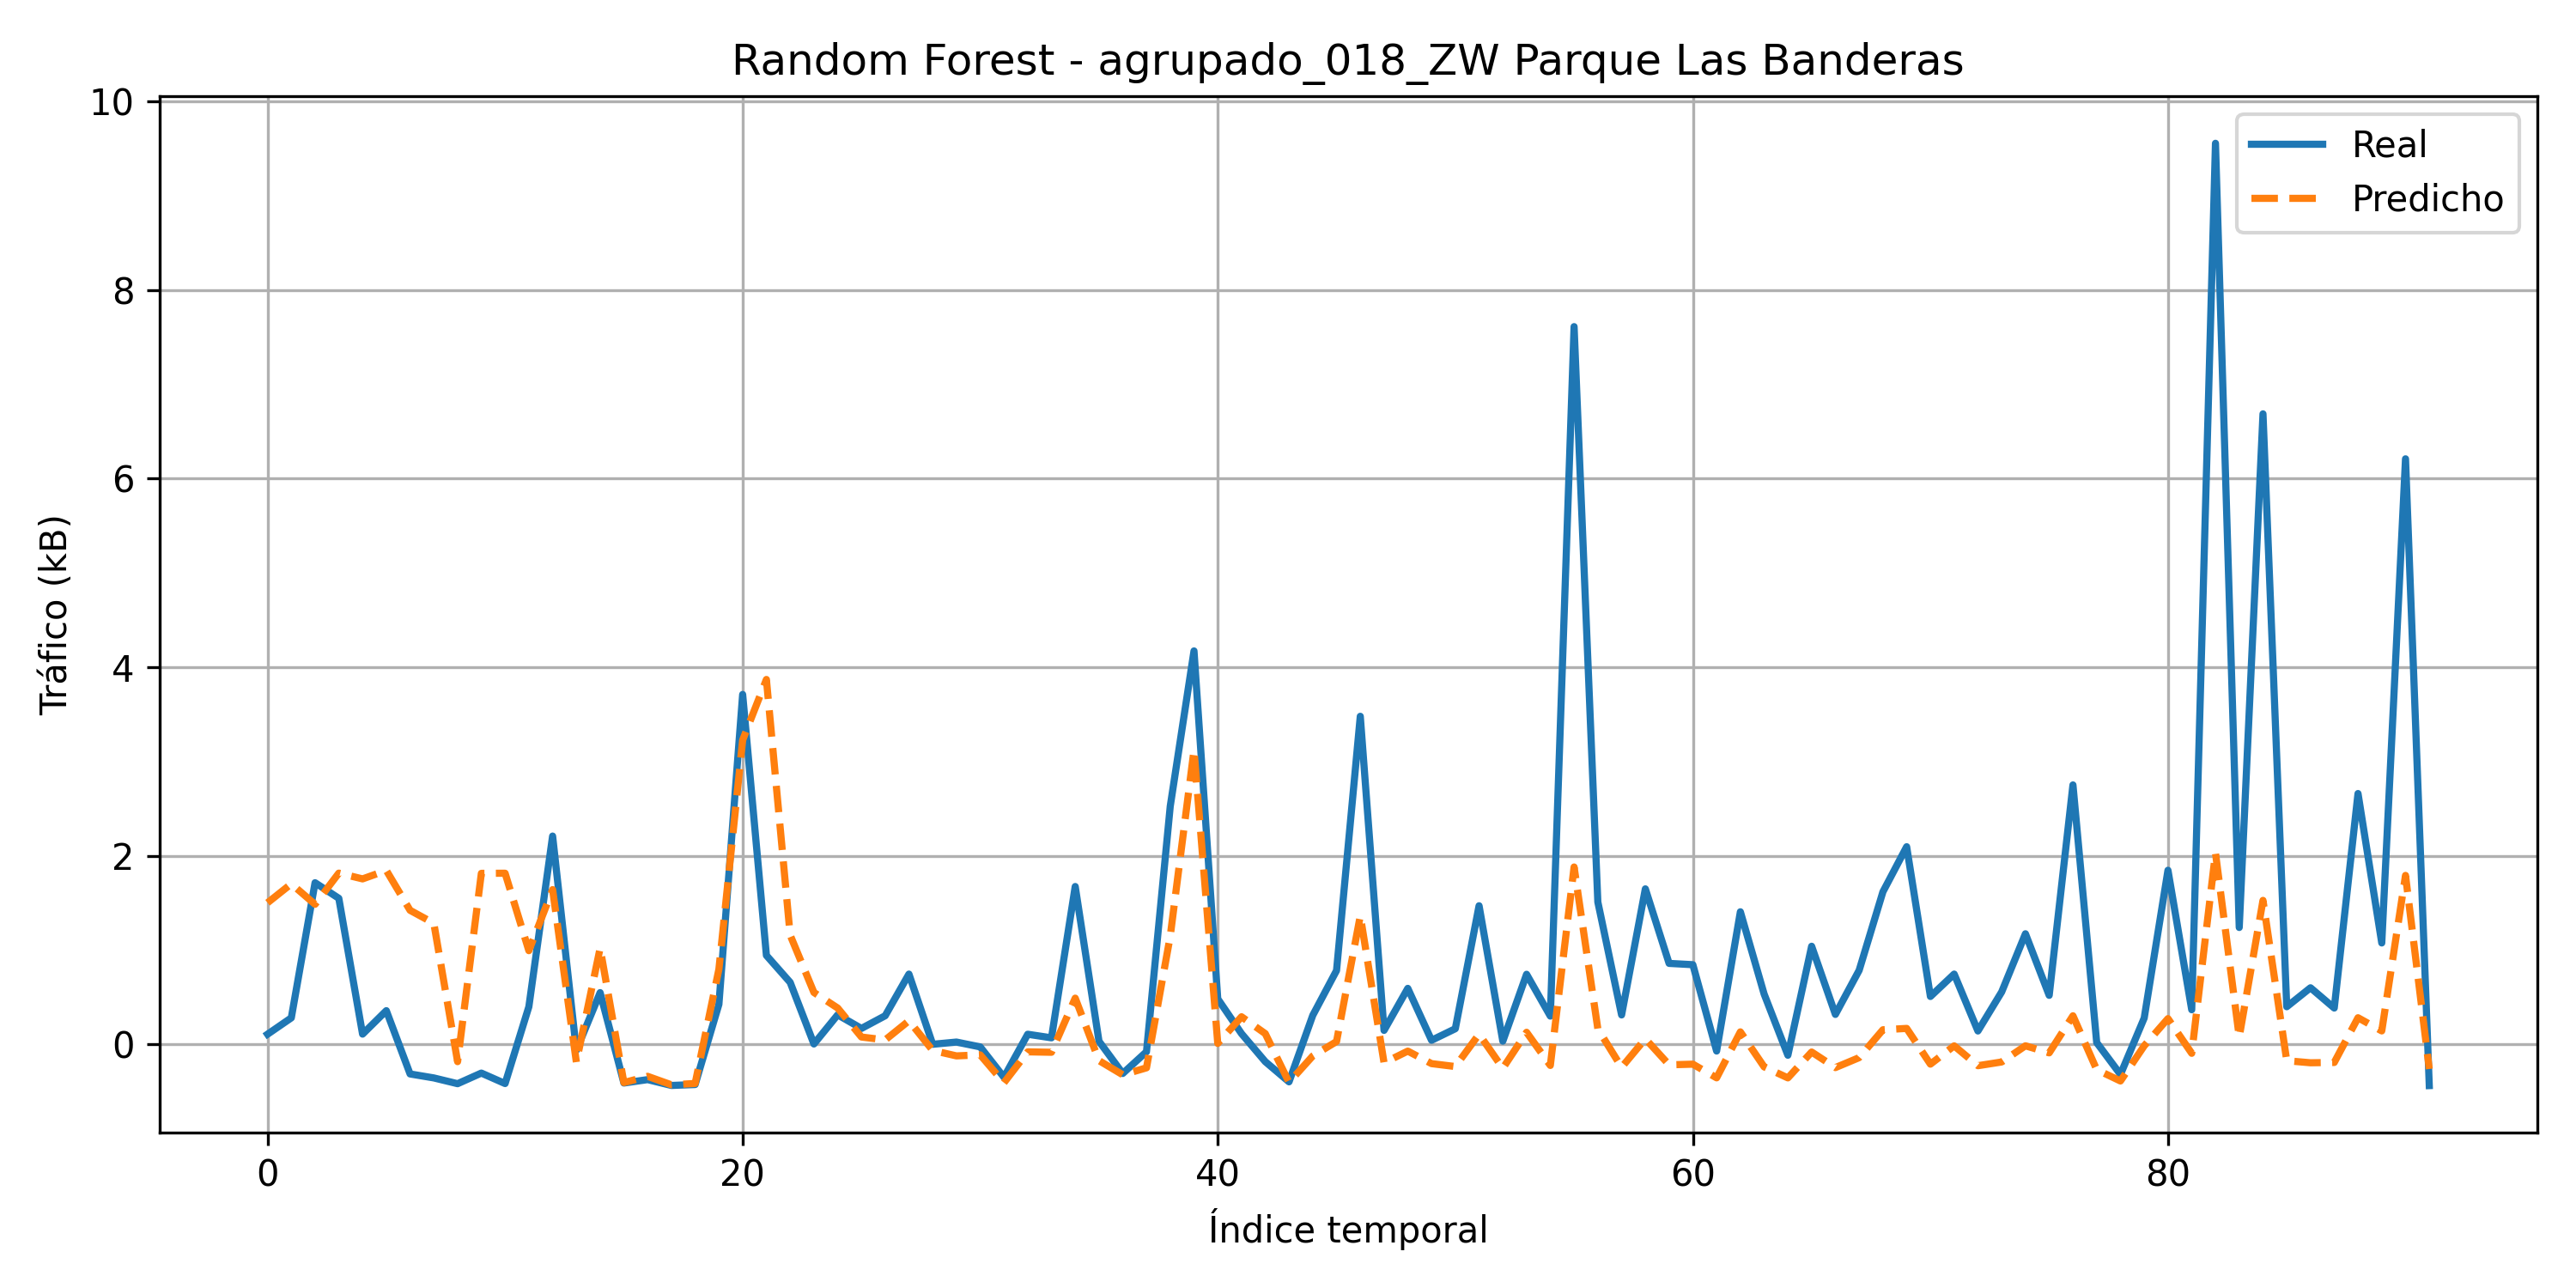 Random Forest - agrupado_018_ZW Parque Las Banderas
10
8
6
4
2
0
Tráfico (kB)
Real
Predicho
0 20 40 60 80
Índice temporal